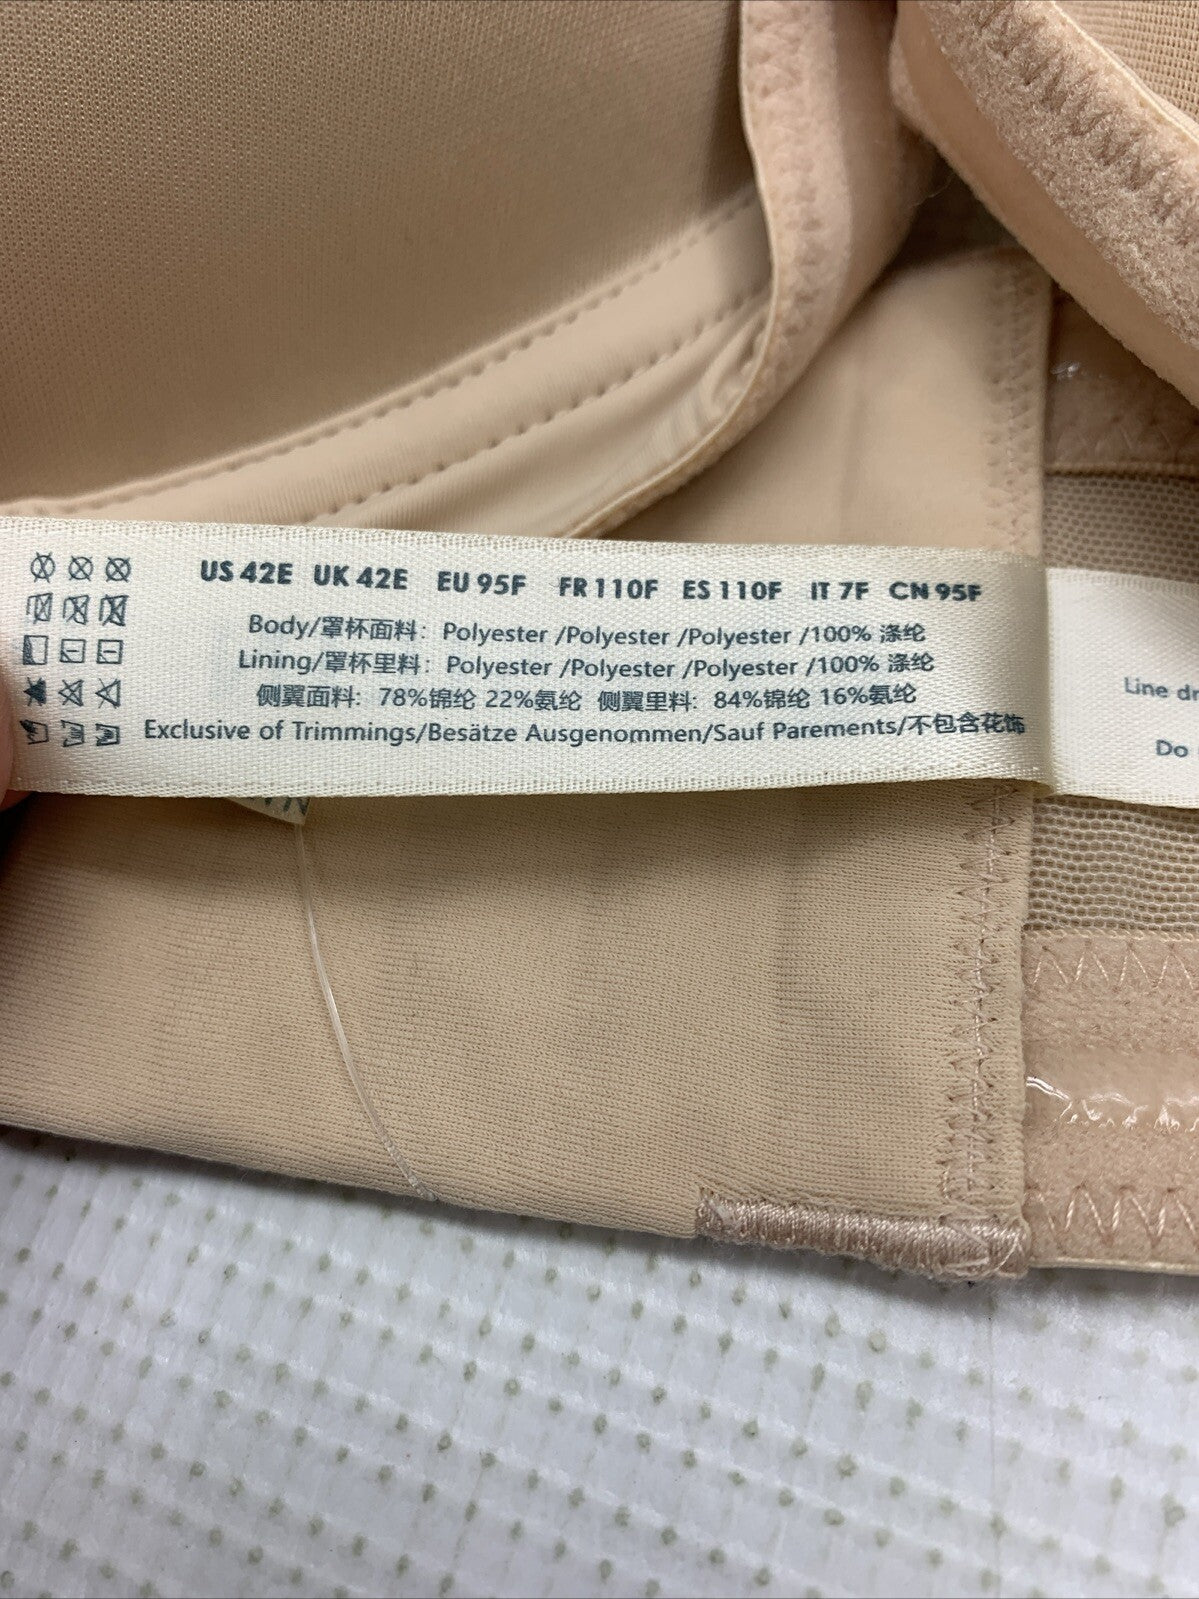 US 42E UK 42E EU 95F FR 110F ES 110F IT 7F CN 95F
Body/罩杯面料: Polyester /Polyester /Polyester /100% 涤纶
Lining/罩杯里料: Polyester /Polyester /Polyester /100% 涤纶
侧翼面料: 78%锦纶 22%氨纶 侧翼里料: 84%锦纶 16%氨纶
Exclusive of Trimmings/Besätze Ausgenommen/Sauf Parements/不包含花饰
Line
Do